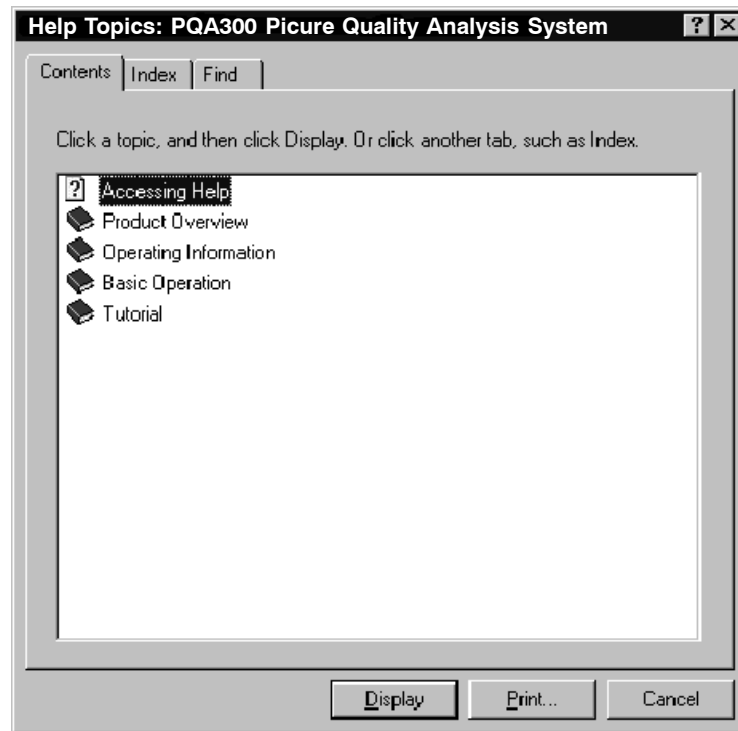 Help Topics: PQA300 Picure Quality Analysis System
Contents Index Find
Click a topic, and then click Display. Or click another tab, such as Index.
Accessing Help
Product Overview
Operating Information
Basic Operation
Tutorial
Display Print... Cancel